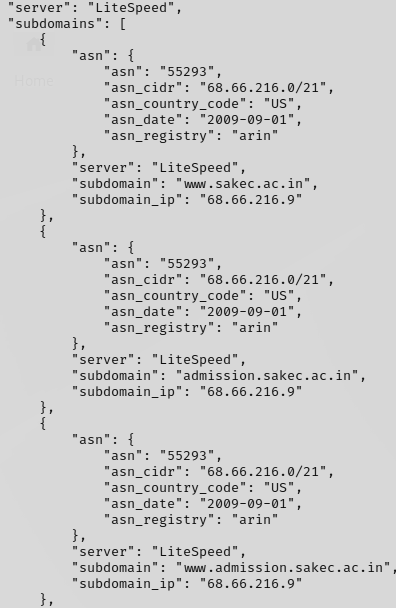 "server": "LiteSpeed",
"subdomains": [
{
"asn": {
"asn": "55293",
"asn_cidr": "68.66.216.0/21",
"asn_country_code": "US",
"asn_date": "2009-09-01",
"asn_registry": "arin"
},
"server": "LiteSpeed",
"subdomain": "www.sakec.ac.in",
"subdomain_ip": "68.66.216.9"
},
{
"asn": {
"asn": "55293",
"asn_cidr": "68.66.216.0/21",
"asn_country_code": "US",
"asn_date": "2009-09-01",
"asn_registry": "arin"
},
"server": "LiteSpeed",
"subdomain": "admission.sakec.ac.in",
"subdomain_ip": "68.66.216.9"
},
{
"asn": {
"asn": "55293",
"asn_cidr": "68.66.216.0/21",
"asn_country_code": "US",
"asn_date": "2009-09-01",
"asn_registry": "arin"
},
"server": "LiteSpeed",
"subdomain": "www.admission.sakec.ac.in",
"subdomain_ip": "68.66.216.9"
},
Home